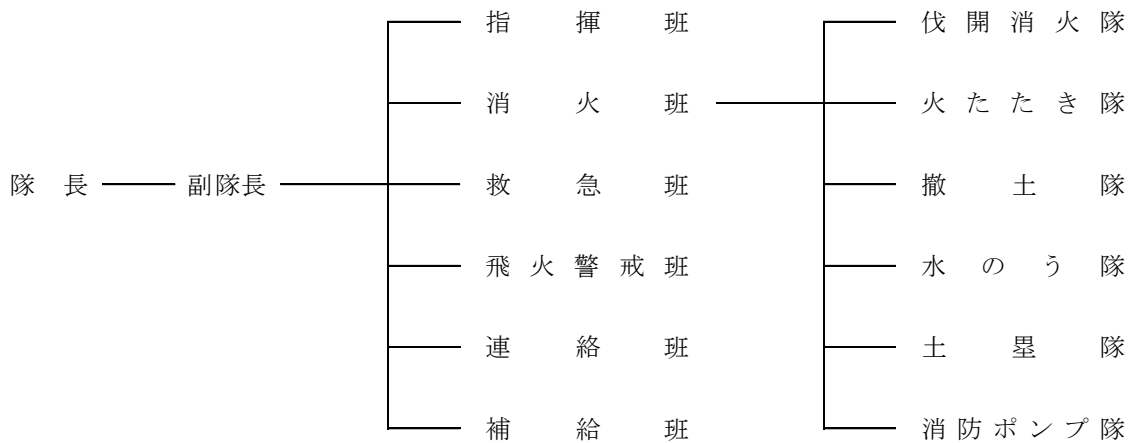 指揮班 伐開消火隊
消火班 火たたき隊
隊長 副隊長 救急班 撤土隊
飛火警戒班 水のう隊
連絡班 土塁隊
補給班 消防ポンプ隊